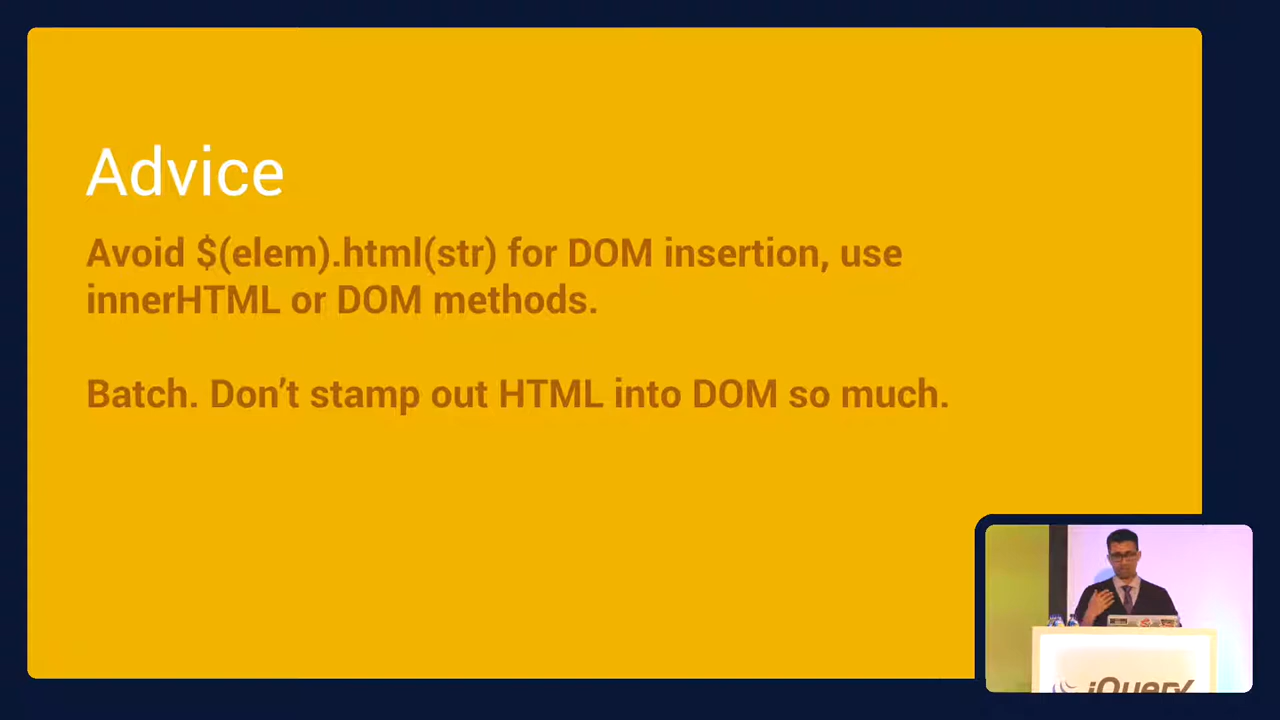 Advice
Avoid $(elem).html(str) for DOM insertion, use
innerHTML or DOM methods.
Batch. Don’t stamp out HTML into DOM so much.
jQuery